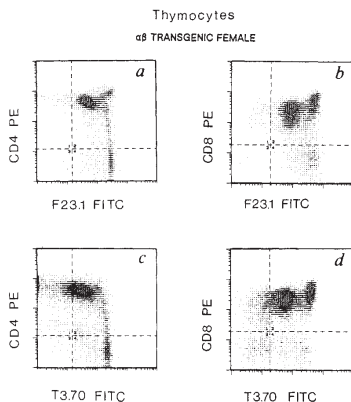 Thymocytes
αβ TRANSGENIC FEMALE
a
b
CD4 PE
CD8 PE
F23.1 FITC
F23.1 FITC
c
d
CD4 PE
CD8 PE
T3.70 FITC
T3.70 FITC